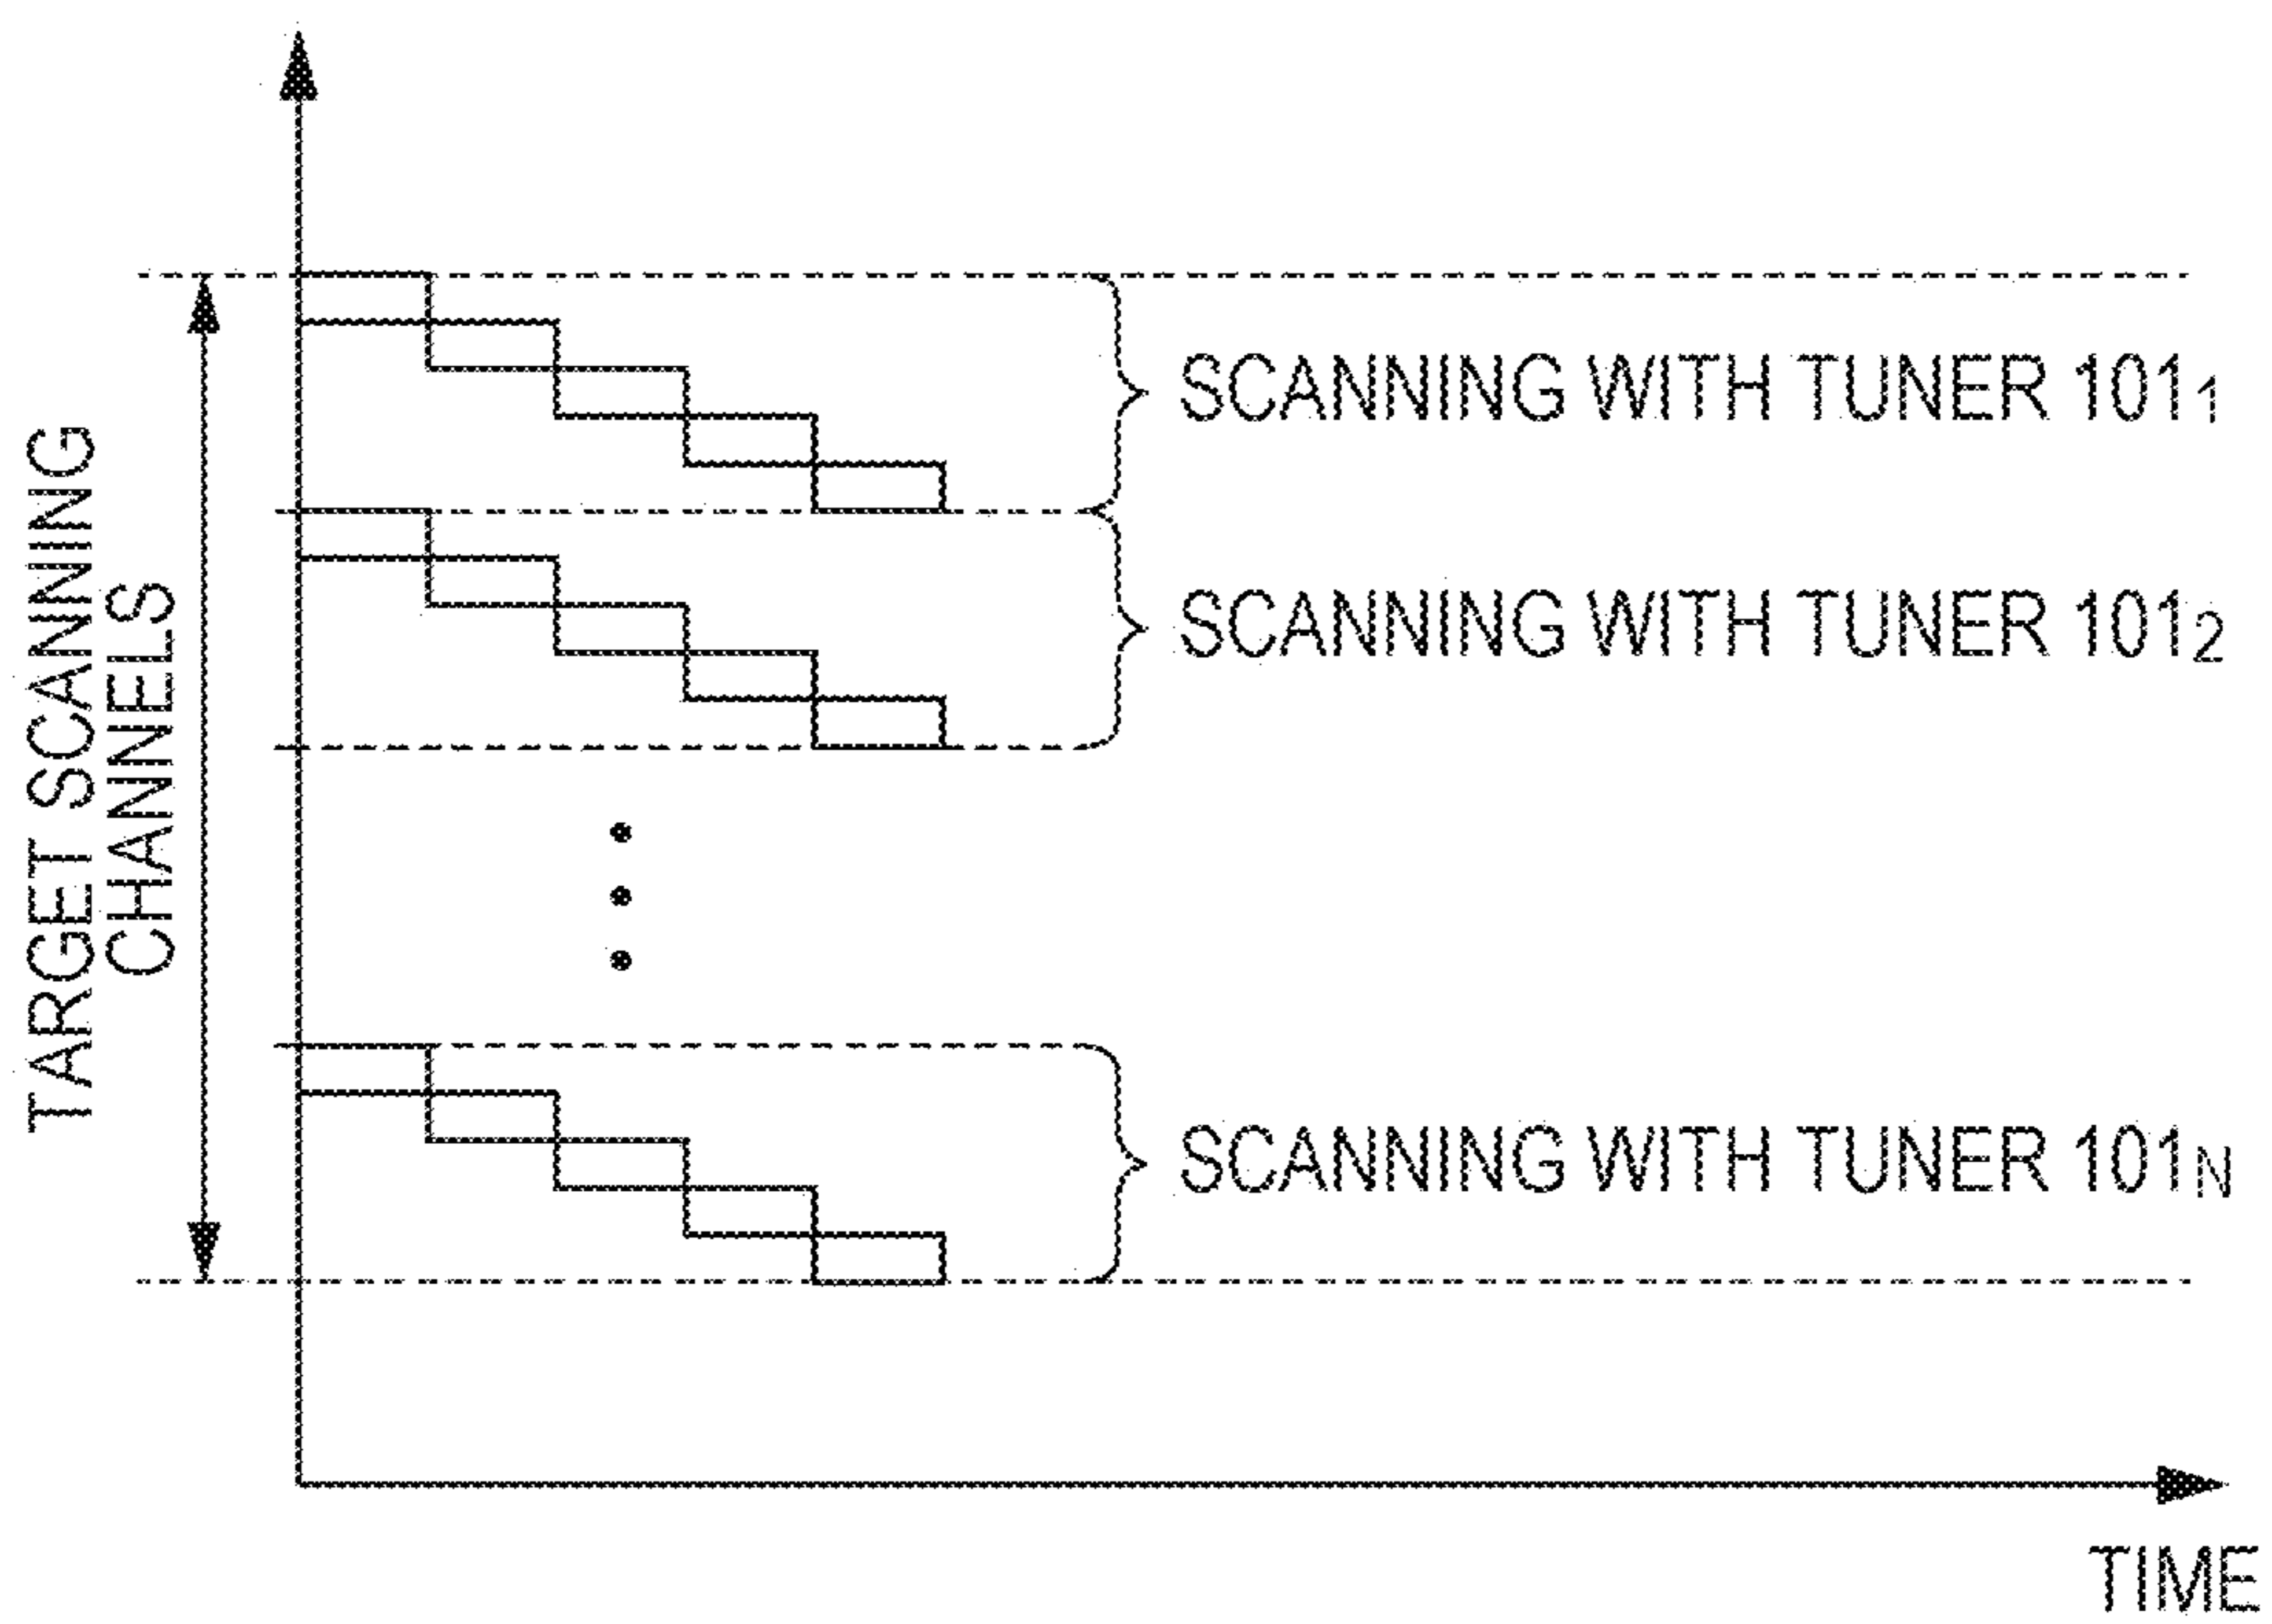 TARGET SCANNING
CHANNELS
SCANNING WITH TUNER 101₁
SCANNING WITH TUNER 101₂
SCANNING WITH TUNER 101N
TIME